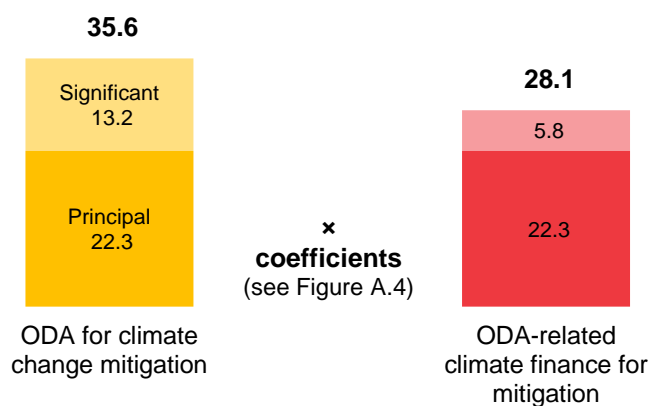 35.6
Significant
13.2
Principal
22.3
ODA for climate
change mitigation
×
coefficients
(see Figure A.4)
28.1
5.8
22.3
ODA-related
climate finance for
mitigation